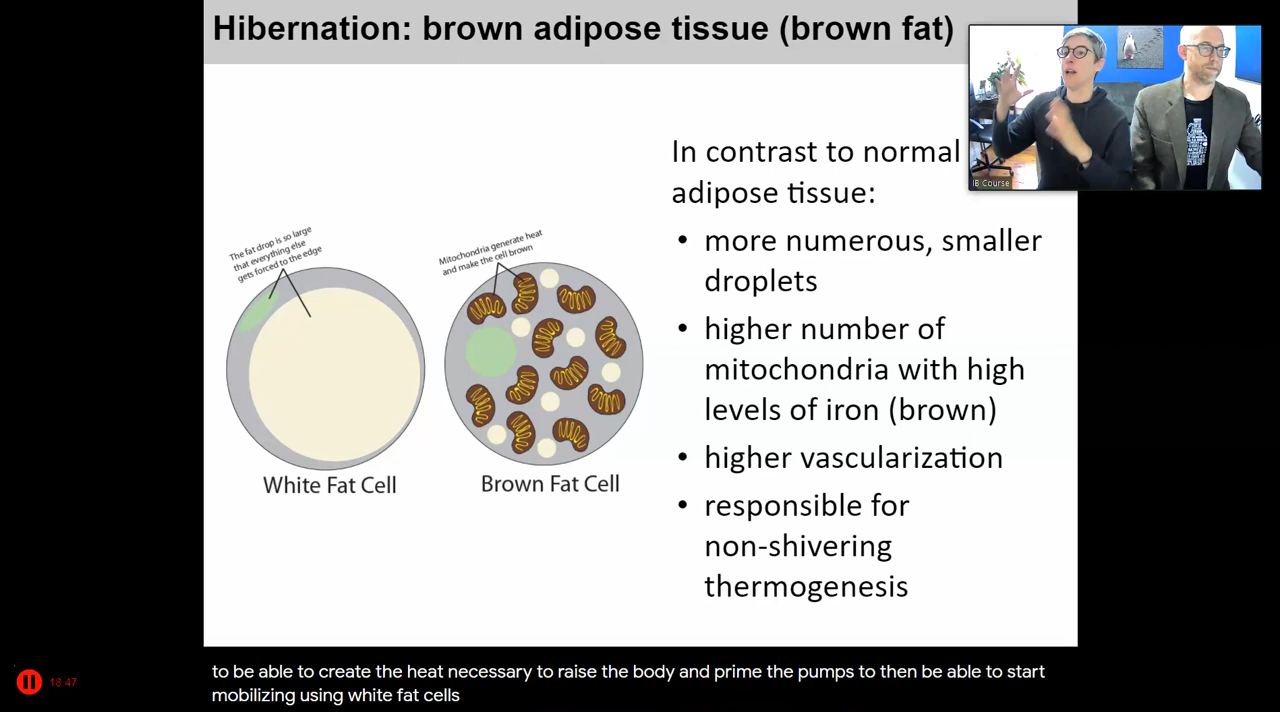 Hibernation: brown adipose tissue (brown fat)
IB Course
In contrast to normal
adipose tissue:
• more numerous, smaller
droplets
• higher number of
mitochondria with high
levels of iron (brown)
• higher vascularization
• responsible for
non-shivering
thermogenesis
The fat drop is so large
that everything else
gets forced to the edge
Mitochondria generate heat
and make the cell brown
White Fat Cell
Brown Fat Cell
18:47
to be able to create the heat necessary to raise the body and prime the pumps to then be able to start
mobilizing using white fat cells